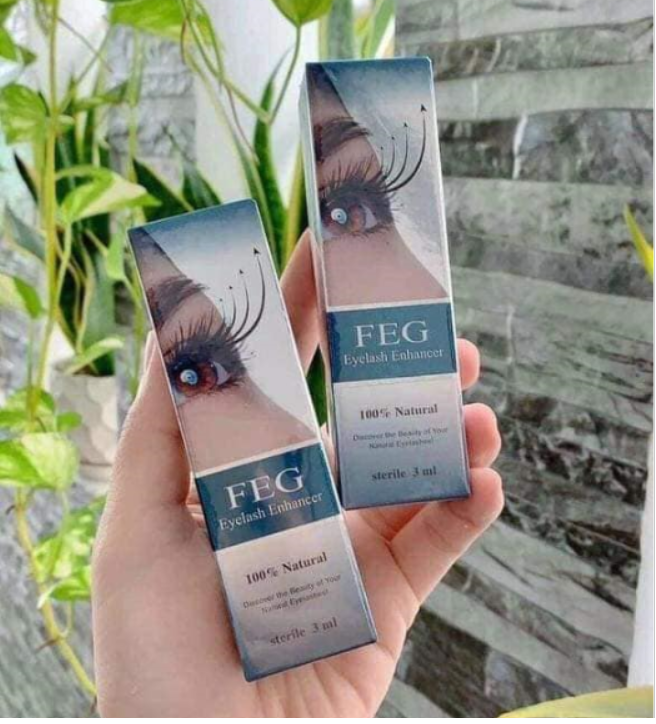 FEG
Eyelash Enhancer
100% Natural
Discover the Beauty of Your
Natural Eyelashes!
sterile 3 ml
FEG
Eyelash Enhancer
100% Natural
Discover the Beauty of Your
Natural Eyelashes!
sterile 3 ml